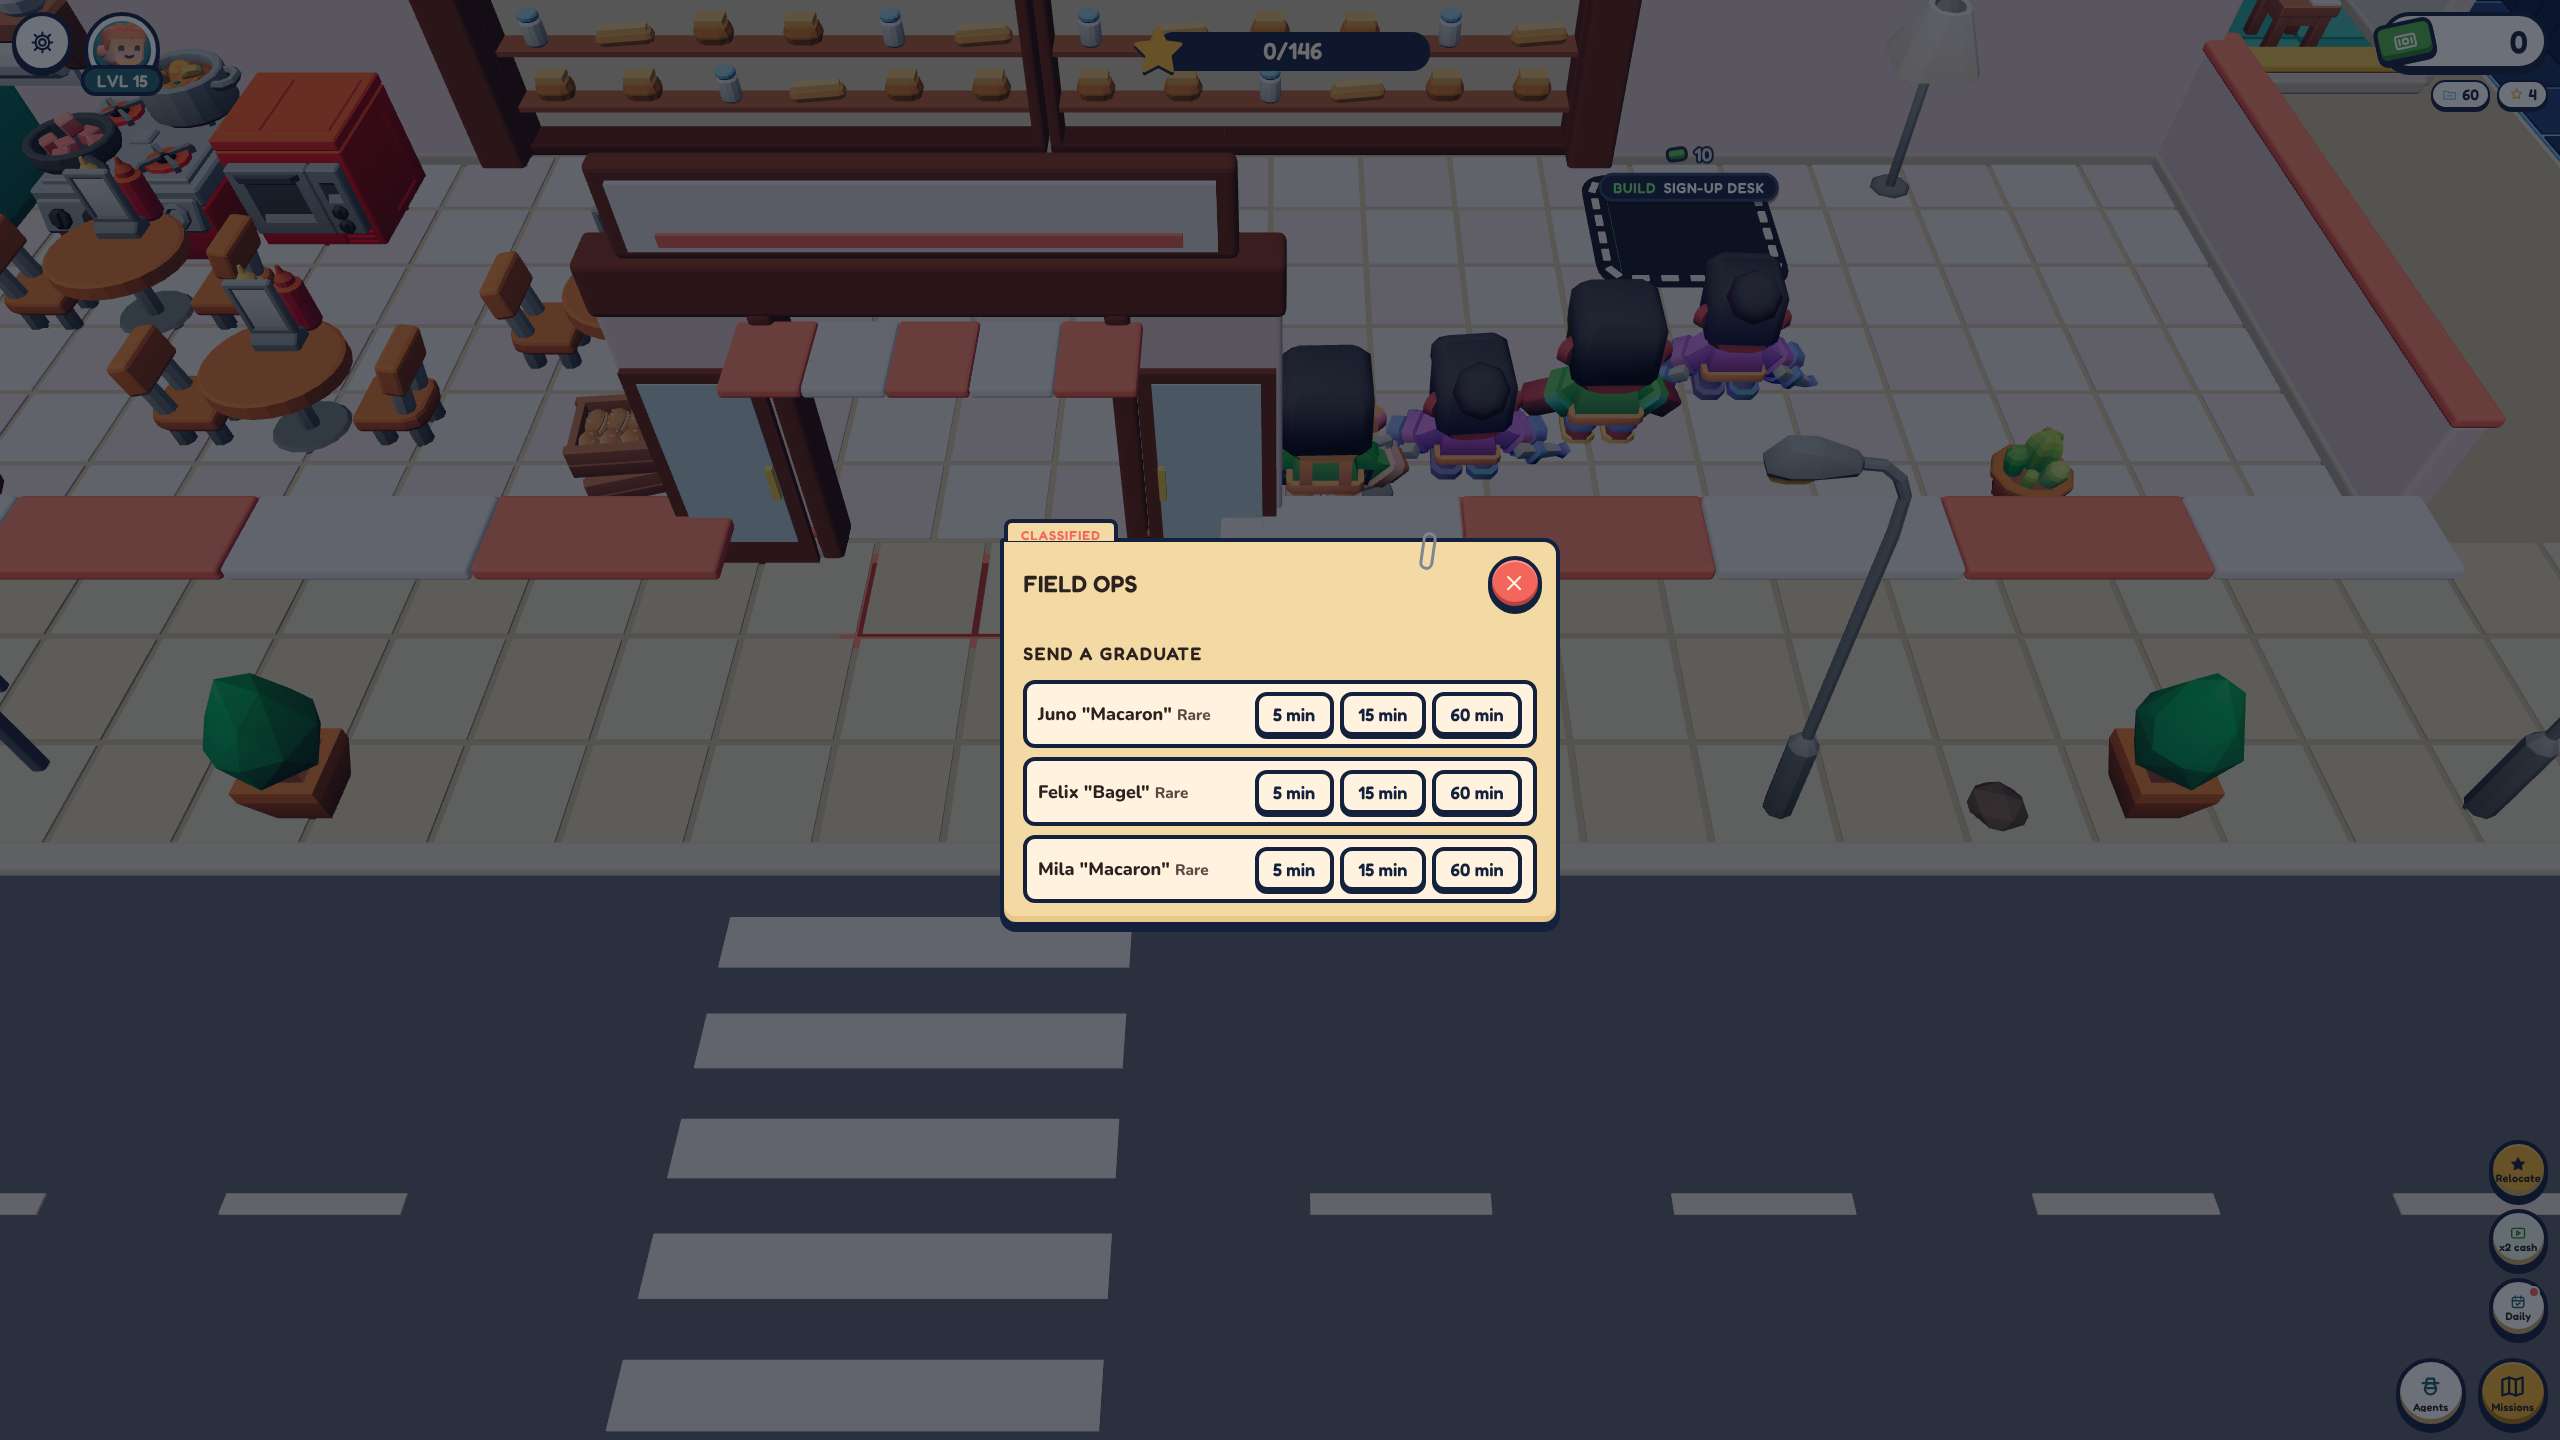 LVL 15
0/146
0
60
4
10
BUILD SIGN-UP DESK
CLASSIFIED
FIELD OPS
SEND A GRADUATE
Juno "Macaron" Rare 5 min 15 min 60 min
Felix "Bagel" Rare 5 min 15 min 60 min
Mila "Macaron" Rare 5 min 15 min 60 min
Relocate
x2 cash
Daily
Agents
Missions